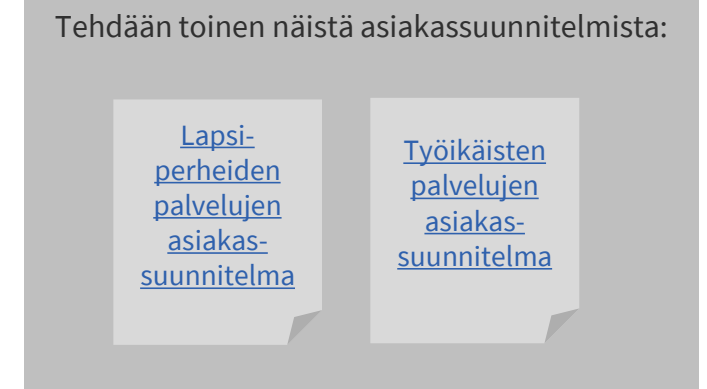 Tehdään toinen näistä asiakassuunnitelmista:
Lapsi-
perheiden
palvelujen
asiakas-
suunnitelma
Työikäisten
palvelujen
asiakas-
suunnitelma